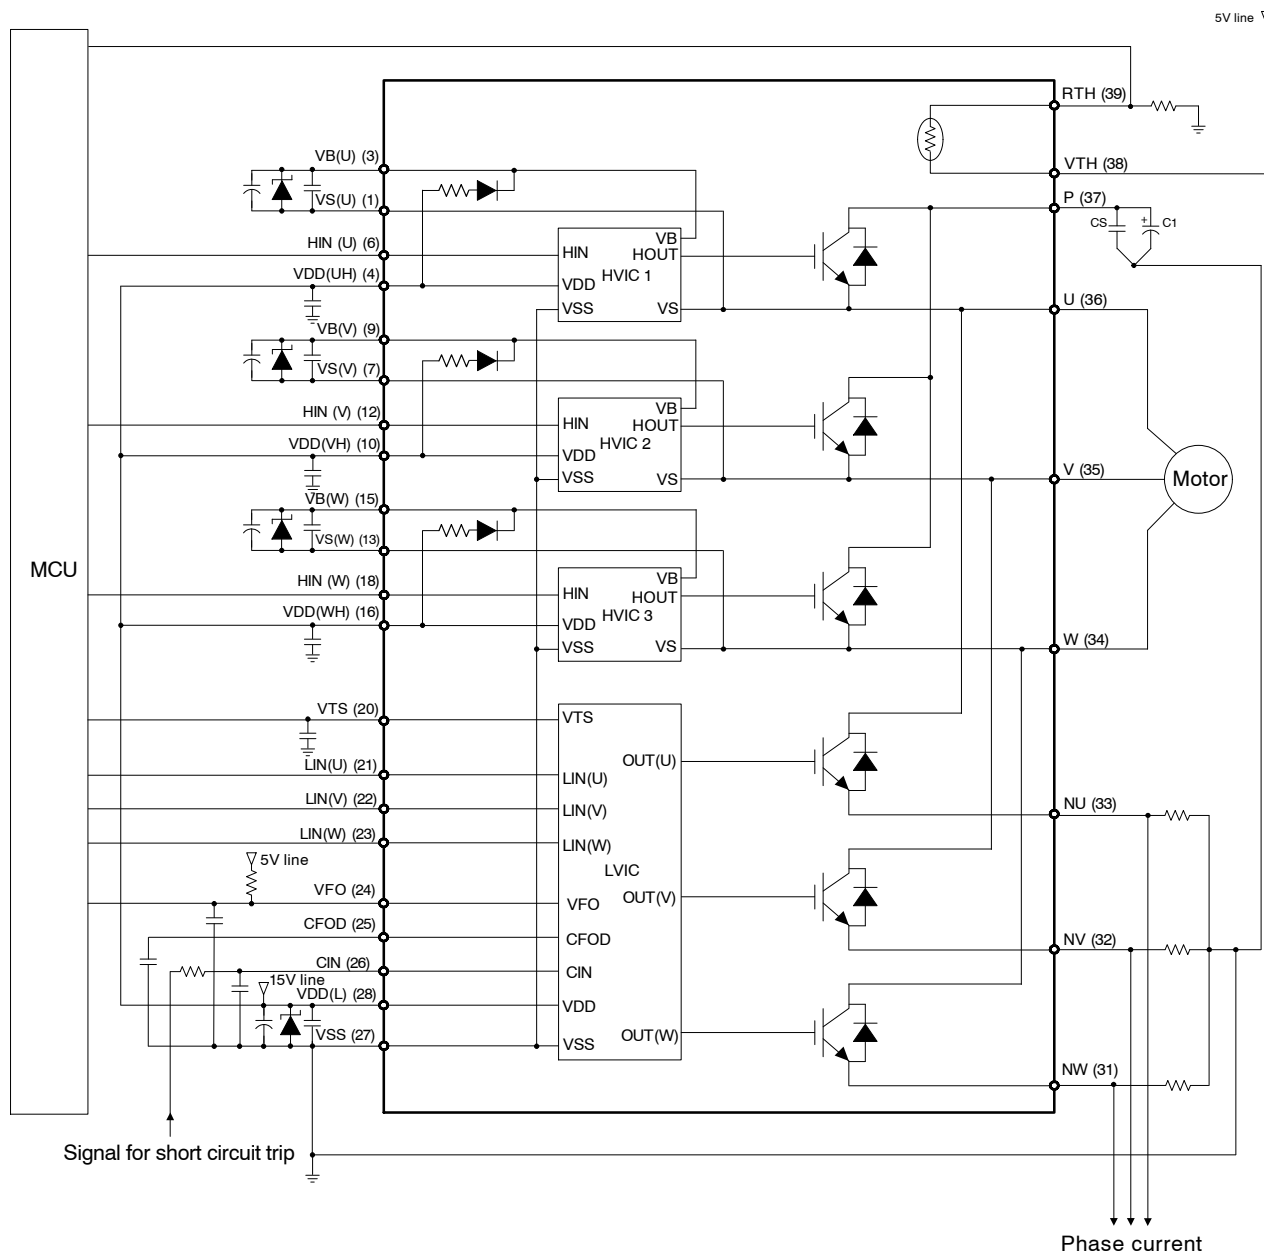 5V line
MCU
RTH (39)
VTH (38)
P (37)
CS
+
C1
U (36)
V (35)
Motor
W (34)
NU (33)
NV (32)
NW (31)
VB(U) (3)
VS(U) (1)
HIN (U) (6)
VDD(UH) (4)
VB(V) (9)
VS(V) (7)
HIN (V) (12)
VDD(VH) (10)
VB(W) (15)
VS(W) (13)
HIN (W) (18)
VDD(WH) (16)
VTS (20)
LIN(U) (21)
LIN(V) (22)
LIN(W) (23)
5V line
VFO (24)
CFOD (25)
CIN (26)
15V line
VDD(L) (28)
VSS (27)
VB
HIN
HOUT
HVIC 1
VDD
VSS
VS
VB
HIN
HOUT
HVIC 2
VDD
VSS
VS
VB
HIN
HOUT
HVIC 3
VDD
VSS
VS
VTS
OUT(U)
LIN(U)
LIN(V)
LIN(W)
LVIC
OUT(V)
VFO
CFOD
CIN
VDD
OUT(W)
VSS
Signal for short circuit trip
Phase current